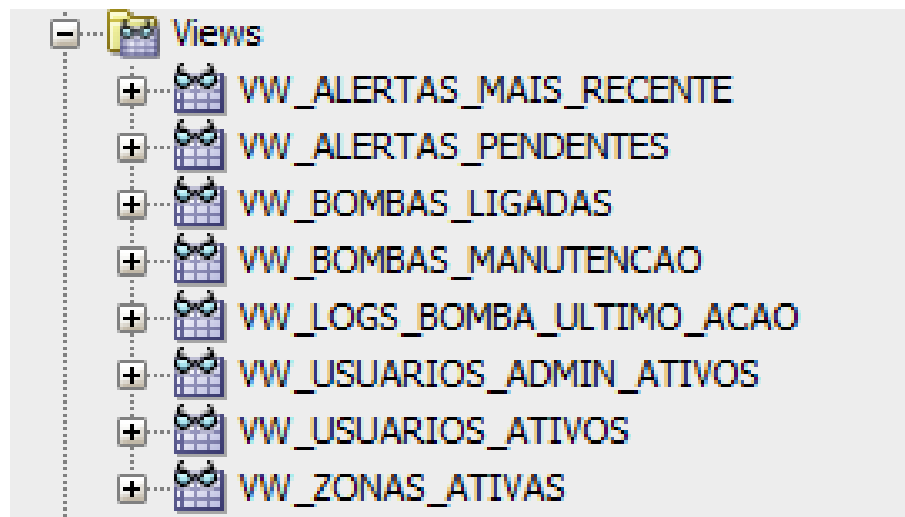 Views
VW_ALERTAS_MAIS_RECENTE
VW_ALERTAS_PENDENTES
VW_BOMBAS_LIGADAS
VW_BOMBAS_MANUTENCAO
VW_LOGS_BOMBA_ULTIMO_ACAO
VW_USUARIOS_ADMIN_ATIVOS
VW_USUARIOS_ATIVOS
VW_ZONAS_ATIVAS